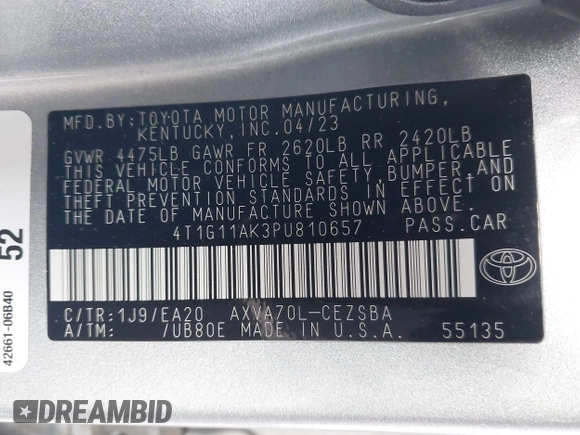 MFD.BY:TOYOTA MOTOR MANUFACTURING,
KENTUCKY,INC.04/23
GVWR 4475LB GAWR FR 2620LB RR 2420LB
THIS VEHICLE CONFORMS TO ALL APPLICABLE
FEDERAL MOTOR VEHICLE SAFETY,BUMPER,AND
THEFT PREVENTION STANDARDS IN EFFECT ON
THE DATE OF MANUFACTURE SHOWN ABOVE.
4T1G11AK3PU810657 PASS.CAR
C/TR:1J9/EA20 AXVA70L-CEZSBA
A/TM: /UB80E MADE IN U.S.A. 55135
TOYOTA
52
42661-06B40
DREAMBID